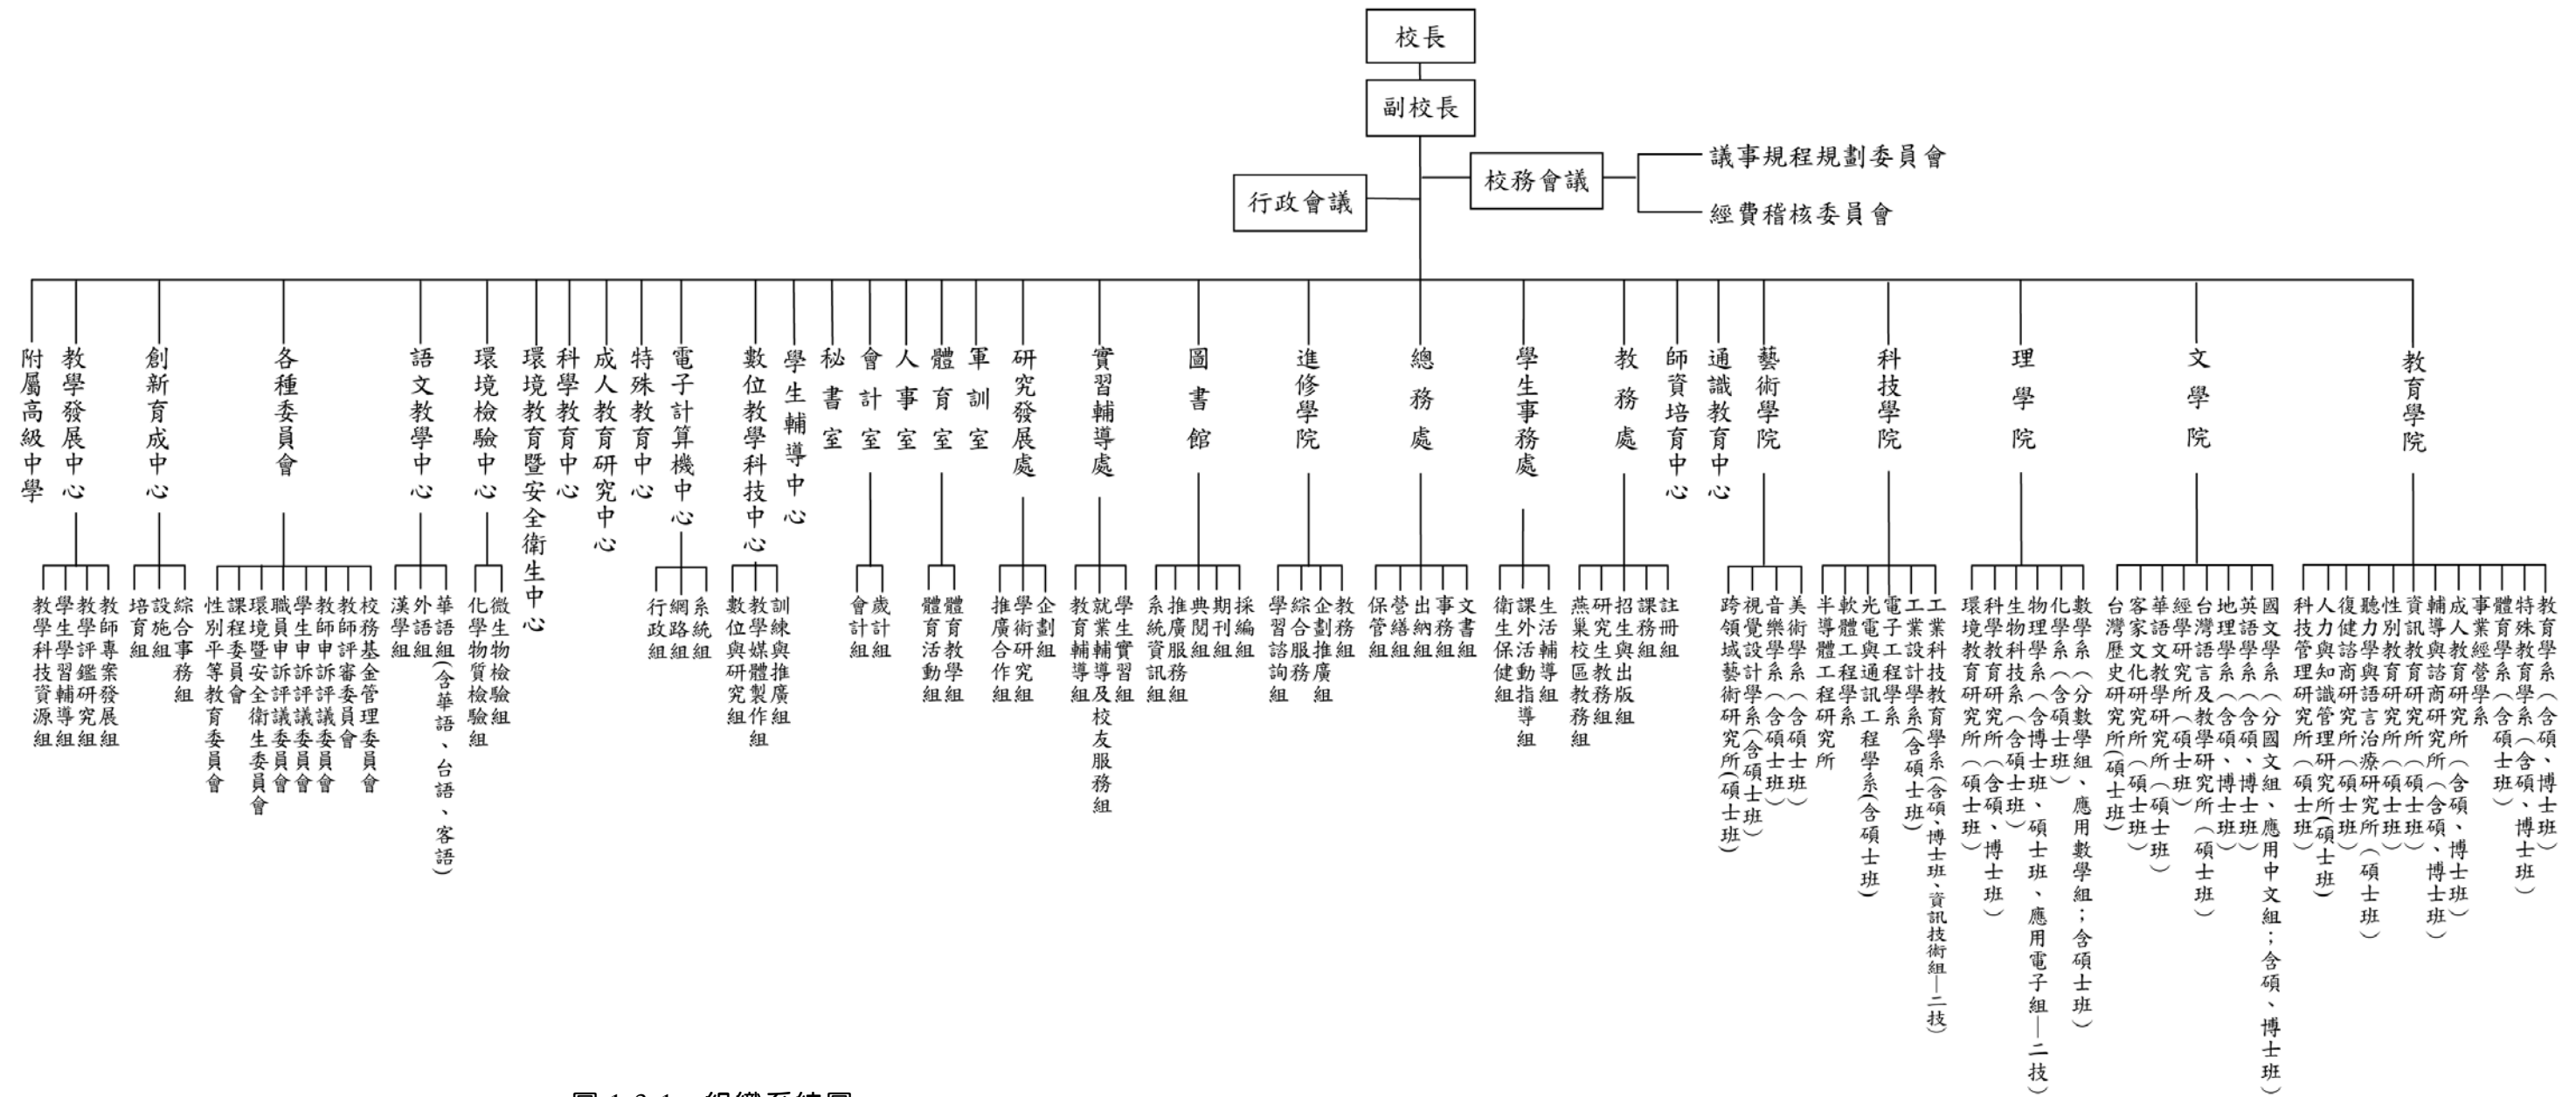 校長
副校長
行政會議
校務會議
議事規程規劃委員會
經費稽核委員會
附屬高級中學
教學發展中心
創新育成中心
各種委員會
語文教學中心
環境檢驗中心
環境教育暨安全衛生中心
科學教育中心
成人教育研究中心
特殊教育中心
電子計算機中心
數位教學科技中心
學生輔導中心
秘書室
會計室
人事室
體育室
軍訓室
研究發展處
實習輔導處
圖書館
進修學院
總務處
學生事務處
教務處
師資培育中心
通識教育中心
藝術學院
科技學院
理學院
文學院
教育學院
教學科技資源組
學生學習輔導組
教學評鑑研究組
教師專案發展組
培育組
設施組
綜合事務組
性別平等教育委員會
課程委員會
環境暨安全衛生委員會
職員申訴評議委員會
學生申訴評議委員會
教師申訴評議委員會
教師評審委員會
校務基金管理委員會
漢學組
外語組
華語組(含華語、台語、客語)
化學物質檢驗組
微生物檢驗組
行政組
網路組
系統組
數位與研究組
教學媒體製作組
訓練與推廣組
會計組
歲計組
體育活動組
體育教學組
推廣合作組
學術研究組
企劃組
教育輔導組
就業輔導及校友服務組
學生實習組
系統資訊組
推廣服務組
典閱組
期刊組
採編組
學習諮詢組
綜合服務
企劃推廣組
教務組
保管組
營繕組
出納組
事務組
文書組
衛生保健組
課外活動指導組
生活輔導組
燕巢校區教務組
研究生教務組
招生與出版組
課務組
註冊組
跨領域藝術研究所(碩士班)
視覺設計學系(含碩士班)
音樂學系(含碩士班)
美術學系(含碩士班)
半導體工程研究所
軟體工程學系
光電與通訊工程學系(含碩士班)
電子工程學系
工業設計學系(含碩士班)
工業科技教育學系(含碩、博士班、資訊技術組—二技)
環境教育研究所(碩士班)
科學教育研究所(含碩、博士班)
生物科技系(含碩士班)
物理學系(含博士班、碩士班、應用電子組—二技)
化學系(含碩士班)
數學系(分數學組、應用數學組;含碩士班)
台灣歷史研究所(碩士班)
客家文化研究所(碩士班)
華語文教學研究所(碩士班)
經學研究所(碩士班)
台灣語言及教學研究所(碩士班)
地理學系(含碩、博士班)
英語學系(含碩、博士班)
國文學系(分國文組、應用中文組;含碩、博士班)
科技管理研究所(碩士班)
人力與知識管理研究所(碩士班)
復健諮商研究所(碩士班)
聽力學與語言治療研究所(碩士班)
性別教育研究所(碩士班)
資訊教育研究所(碩士班)
輔導與諮商研究所(含碩、博士班)
成人教育研究所(含碩、博士班)
事業經營學系
體育學系(含碩士班)
特殊教育學系(含碩、博士班)
教育學系(含碩、博士班)